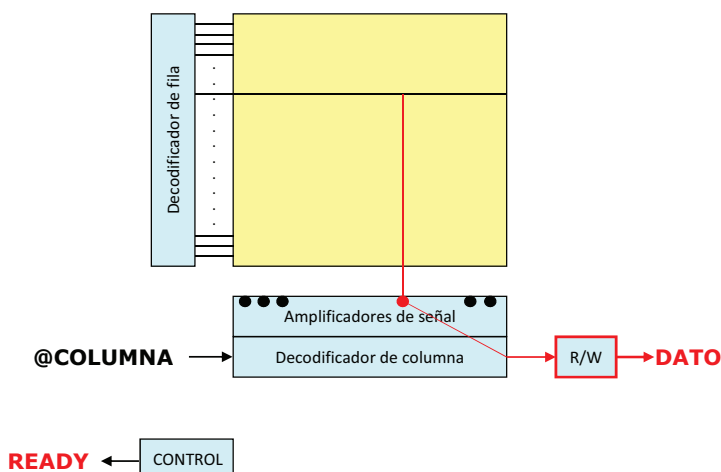 Decodificador de fila
Amplificadores de señal
@COLUMNA
Decodificador de columna
R/W
DATO
READY
CONTROL